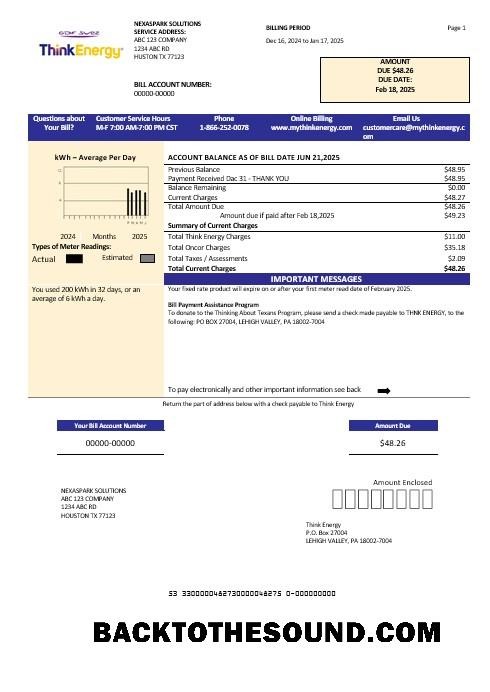 NEXASPARK SOLUTIONS
SERVICE ADDRESS:
ABC 123 COMPANY
1234 ABC RD
HUSTON TX 77123
BILLING PERIOD
Page 1
Dec 16, 2024 to Jan 17, 2025
GDF SVEZ
ThinkEnergy
AMOUNT
DUE $48.26
DUE DATE:
Feb 18, 2025
BILL ACCOUNT NUMBER:
00000-00000
Questions about
Your Bill?
Customer Service Hours
M-F 7:00 AM-7:00 PM CST
Phone
1-866-252-0078
Online Billing
www.mythinkenergy.com
Email Us
customercare@mythinkenergy.c
om
kWh – Average Per Day
12
8
4
0
2024 Months 2025
Types of Meter Readings:
Actual Estimated
You used 200 kWh in 32 days, or an
average of 6 kWh a day.
ACCOUNT BALANCE AS OF BILL DATE JUN 21,2025
Previous Balance $48.95
Payment Received Dac 31 - THANK YOU $48.95
Balance Remaining $0.00
Current Charges $48.27
Total Amount Due $48.26
Amount due if paid after Feb 18,2025 $49.23
Summary of Current Charges
Total Think Energy Charges $11.00
Total Oncor Charges $35.18
Total Taxes / Assessments $2.09
Total Current Charges $48.26
IMPORTANT MESSAGES
Your fixed rate product will expire on or after your first meter read date of February 2025.
Bill Payment Assistance Program
To donate to the Thinking About Texans Program, please send a check made payable to THNK ENERGY, to the
following: PO BOX 27004, LEHIGH VALLEY, PA 18002-7004
To pay electronically and other important information see back
Return the part of address below with a check payable to Think Energy
Your Bill Account Number
00000-00000
Amount Due
$48.26
NEXASPARK SOLUTIONS
ABC 123 COMPANY
1234 ABC RD
HOUSTON TX 77123
Amount Enclosed
Think Energy
P.O. Box 27004
LEHIGH VALLEY, PA 18002-7004
53 3300000482730000048275 0-000000000
BACKTOTHESOUND.COM